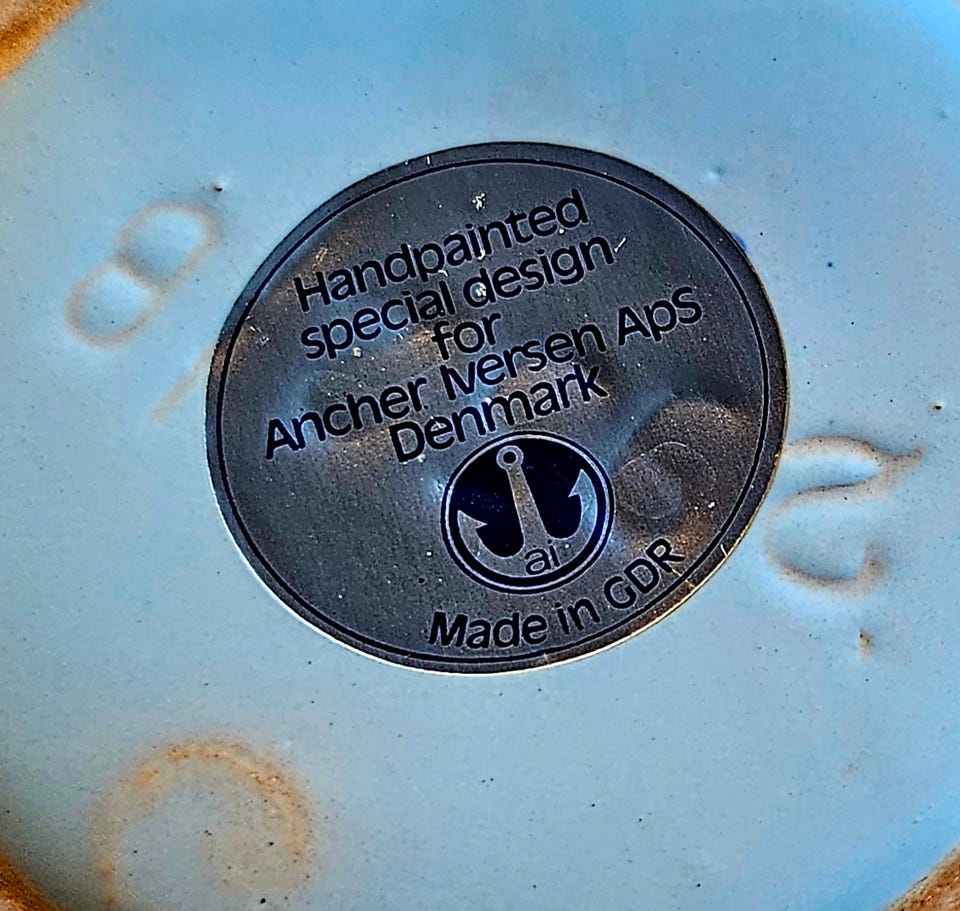 Handpainted
special design
for
Ancher Iversen Aps
Denmark
ai
Made in GDR